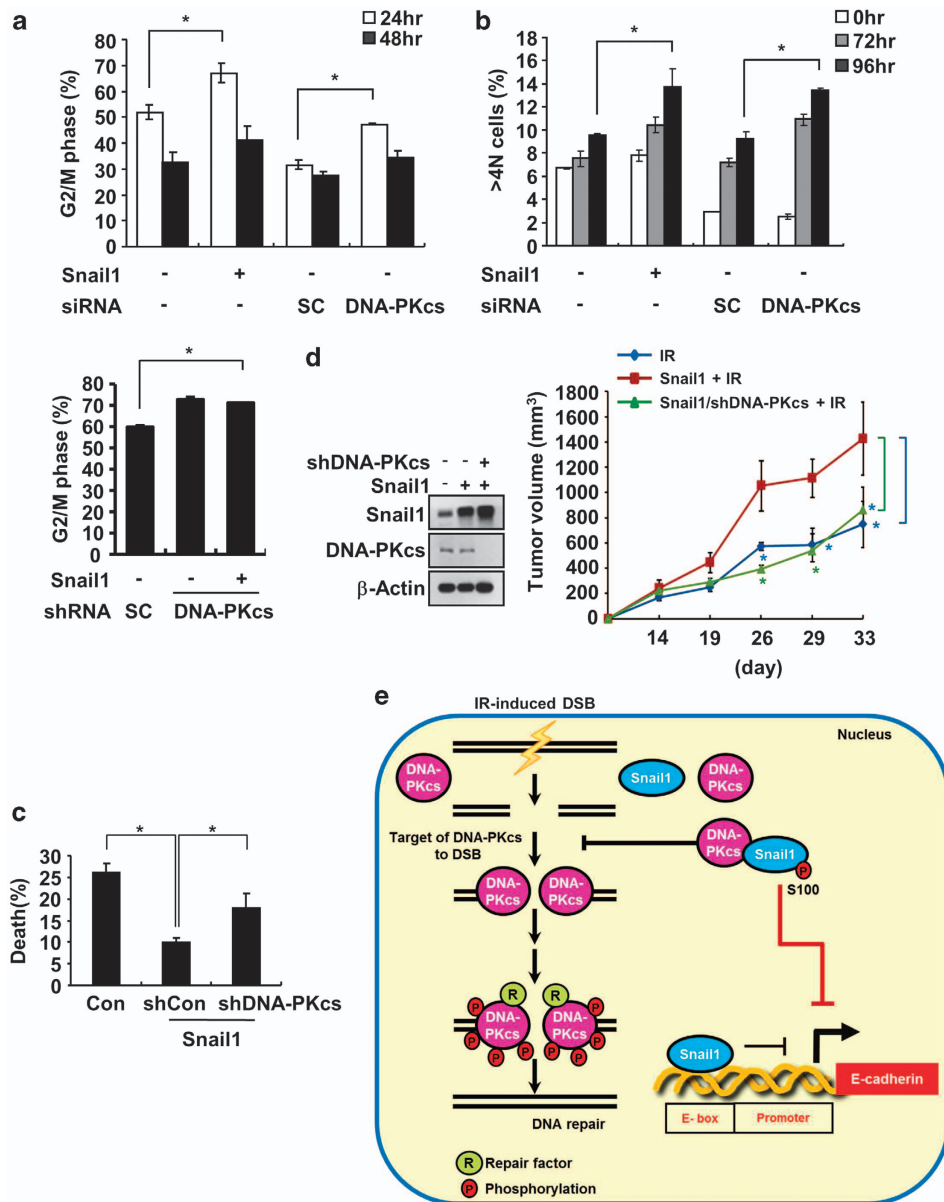 a
24hr
48hr
*
*
G2/M phase (%)
80
70
60
50
40
30
20
10
0
Snail1 - + - -
siRNA - - SC DNA-PKcs
b
0hr
72hr
96hr
*
*
>4N cells (%)
18
16
14
12
10
8
6
4
2
0
Snail1 - + - -
siRNA - - SC DNA-PKcs
*
G2/M phase (%)
80
70
60
50
40
30
20
10
0
Snail1 - - +
shRNA SC DNA-PKcs
d
shDNA-PKcs - - +
Snail1 - + +
Snail1
DNA-PKcs
β-Actin
IR
Snail1 + IR
Snail1/shDNA-PKcs + IR
Tumor volume (mm³)
1800
1600
1400
1200
1000
800
600
400
200
0
*
*
*
*
*
*
14 19 26 29 33
(day)
c
*
*
Death(%)
30
25
20
15
10
5
0
Con shCon shDNA-PKcs
Snail1
e
IR-induced DSB
Nucleus
DNA-
PKcs
Snail1
DNA-
PKcs
Target of DNA-PKcs
to DSB
DNA-
PKcs
Snail1
P
S100
DNA-
PKcs
DNA-
PKcs
R
R
P
P
DNA-
PKcs
DNA-
PKcs
P
P
P
P
P
P
P
P
DNA repair
Snail1
E-cadherin
E- box
Promoter
R Repair factor
P Phosphorylation